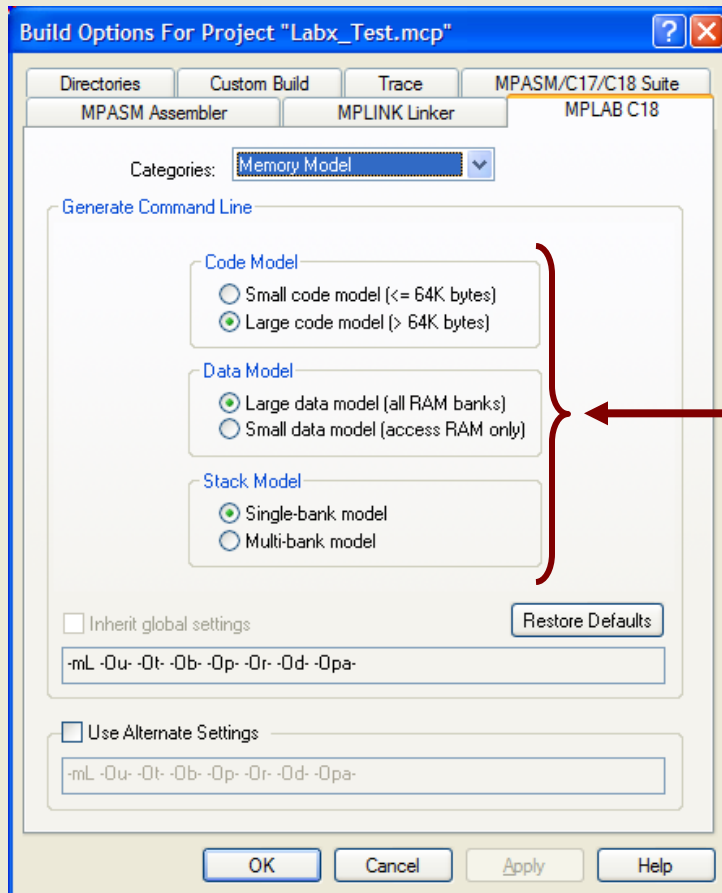 Build Options For Project "Labx_Test.mcp"
Directories Custom Build Trace MPASM/C17/C18 Suite
MPASM Assembler MPLINK Linker MPLAB C18
Categories: Memory Model
Generate Command Line
Code Model
Small code model (<= 64K bytes)
Large code model (> 64K bytes)
Data Model
Large data model (all RAM banks)
Small data model (access RAM only)
Stack Model
Single-bank model
Multi-bank model
Inherit global settings Restore Defaults
-mL -Ou- -Ot- -Ob- -Op- -Or- -Od- -Opa-
Use Alternate Settings
-mL -Ou- -Ot- -Ob- -Op- -Or- -Od- -Opa-
OK Cancel Apply Help